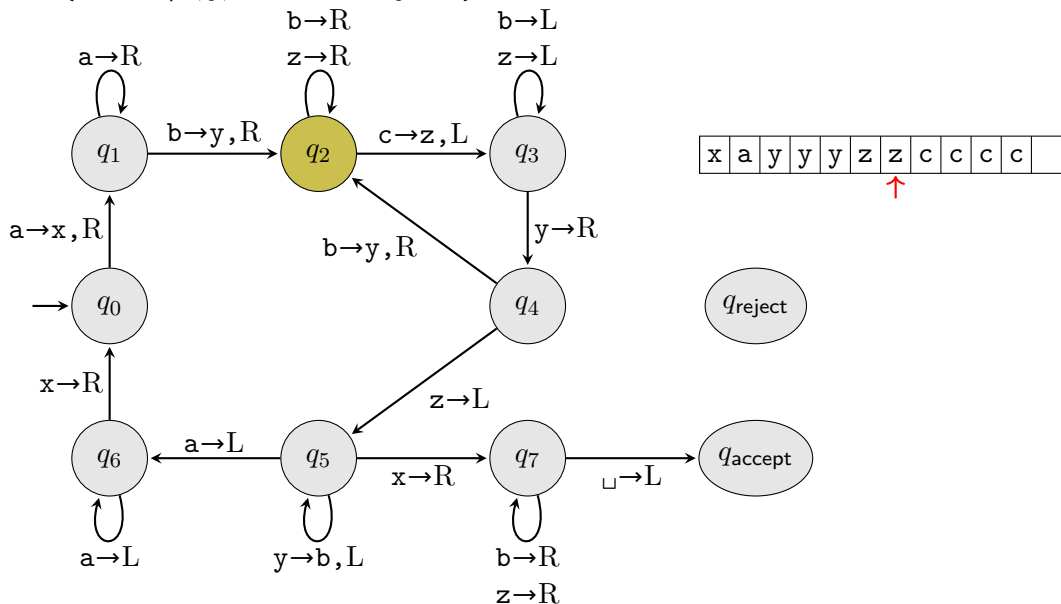 b→R
z→R
b→L
z→L
a→R
q1
b→y,R
q2
c→z,L
q3
x a y y y z z c c c c
↑
a→x,R
b→y,R
y→R
q0
q4
qreject
x→R
z→L
q6
a→L
q5
x→R
q7
␣→L
qaccept
a→L
y→b,L
b→R
z→R